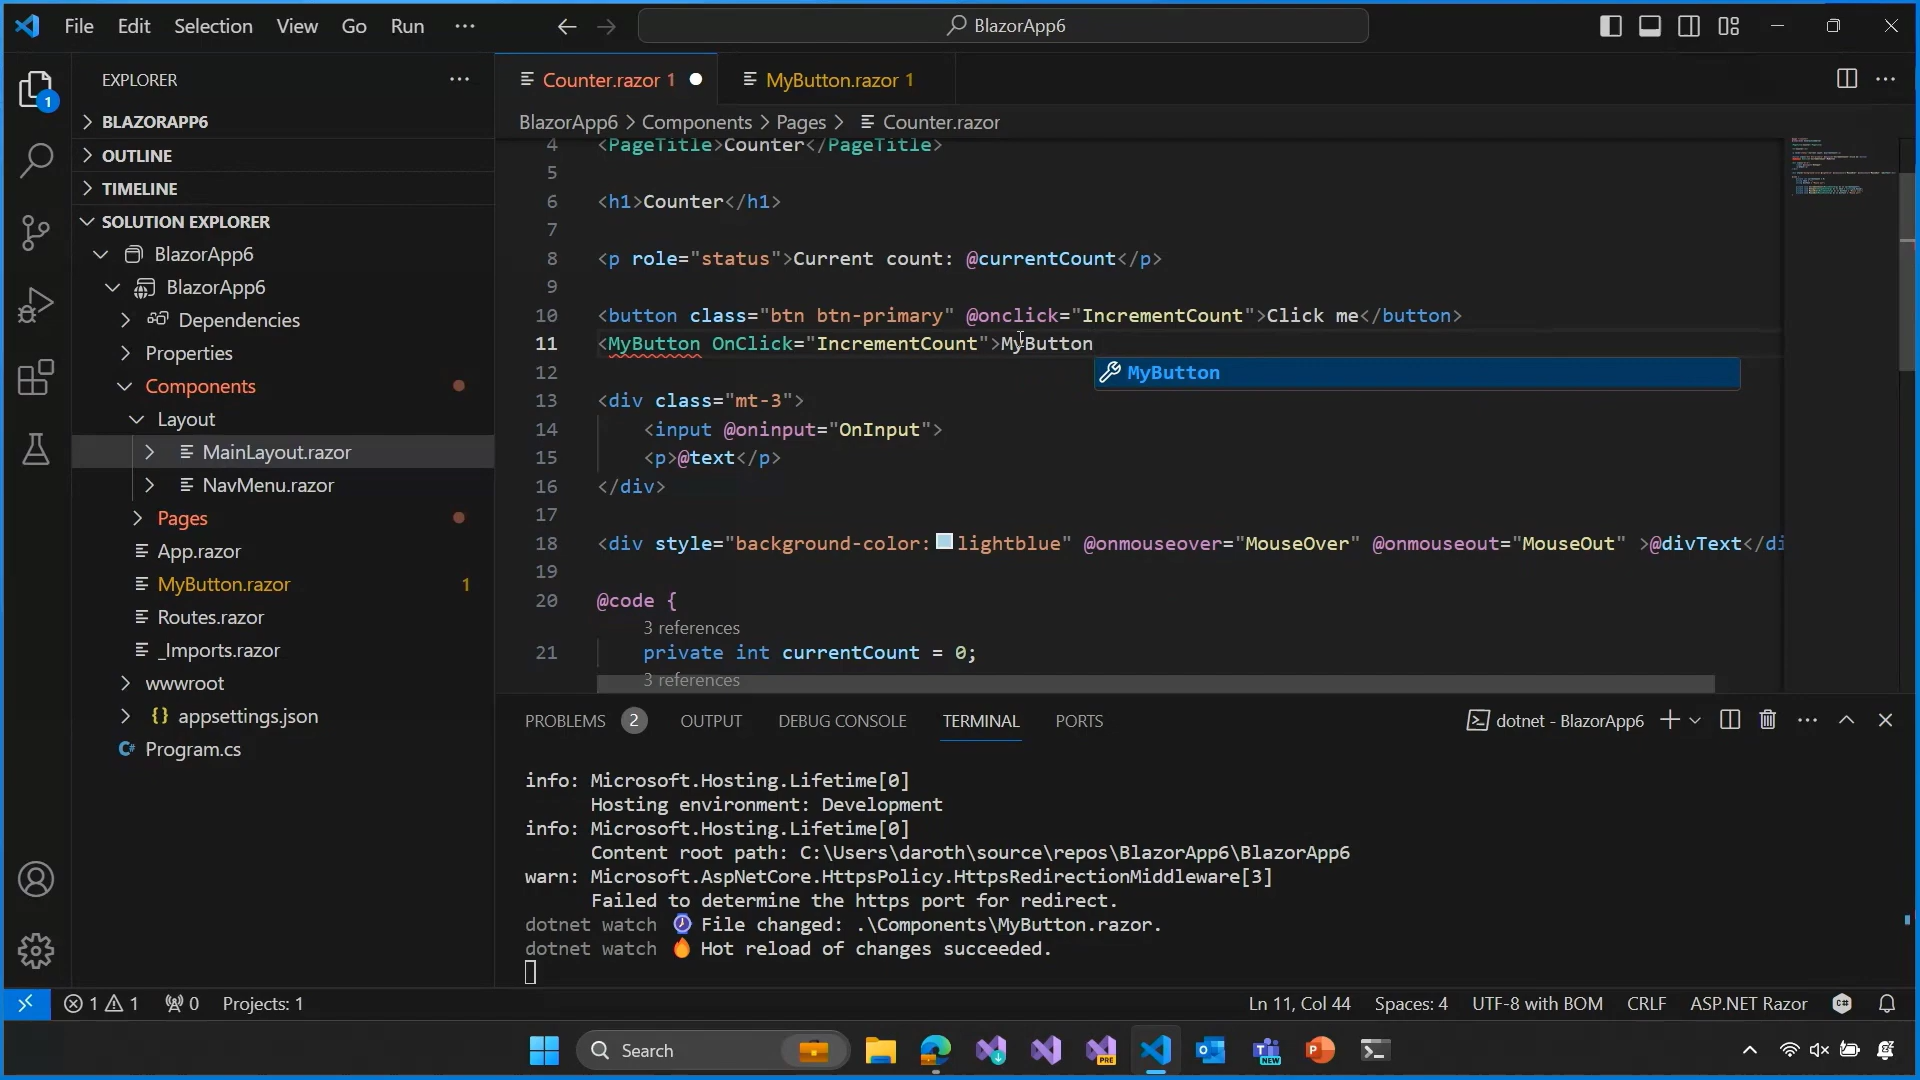 File Edit Selection View Go Run ··· BlazorApp6
EXPLORER ···
1
BLAZORAPP6
OUTLINE
TIMELINE
SOLUTION EXPLORER
BlazorApp6
BlazorApp6
Dependencies
Properties
Components
Layout
MainLayout.razor
NavMenu.razor
Pages
App.razor
MyButton.razor 1
Routes.razor
_Imports.razor
wwwroot
{} appsettings.json
C# Program.cs
Counter.razor 1 MyButton.razor 1
BlazorApp6 > Components > Pages > Counter.razor
4 <PageTitle>Counter</PageTitle>
5
6 <h1>Counter</h1>
7
8 <p role="status">Current count: @currentCount</p>
9
10 <button class="btn btn-primary" @onclick="IncrementCount">Click me</button>
11 <MyButton OnClick="IncrementCount">MyButton
MyButton
12
13 <div class="mt-3">
14 <input @oninput="OnInput">
15 <p>@text</p>
16 </div>
17
18 <div style="background-color:lightblue" @onmouseover="MouseOver" @onmouseout="MouseOut" >@divText</di
19
20 @code {
3 references
21 private int currentCount = 0;
3 references
PROBLEMS 2 OUTPUT DEBUG CONSOLE TERMINAL PORTS dotnet - BlazorApp6
info: Microsoft.Hosting.Lifetime[0]
Hosting environment: Development
info: Microsoft.Hosting.Lifetime[0]
Content root path: C:\Users\daroth\source\repos\BlazorApp6\BlazorApp6
warn: Microsoft.AspNetCore.HttpsPolicy.HttpsRedirectionMiddleware[3]
Failed to determine the https port for redirect.
dotnet watch ⌚ File changed: .\Components\MyButton.razor.
dotnet watch 🔥 Hot reload of changes succeeded.
1 1 0 Projects: 1 Ln 11, Col 44 Spaces: 4 UTF-8 with BOM CRLF ASP.NET Razor
Search PRE NEW